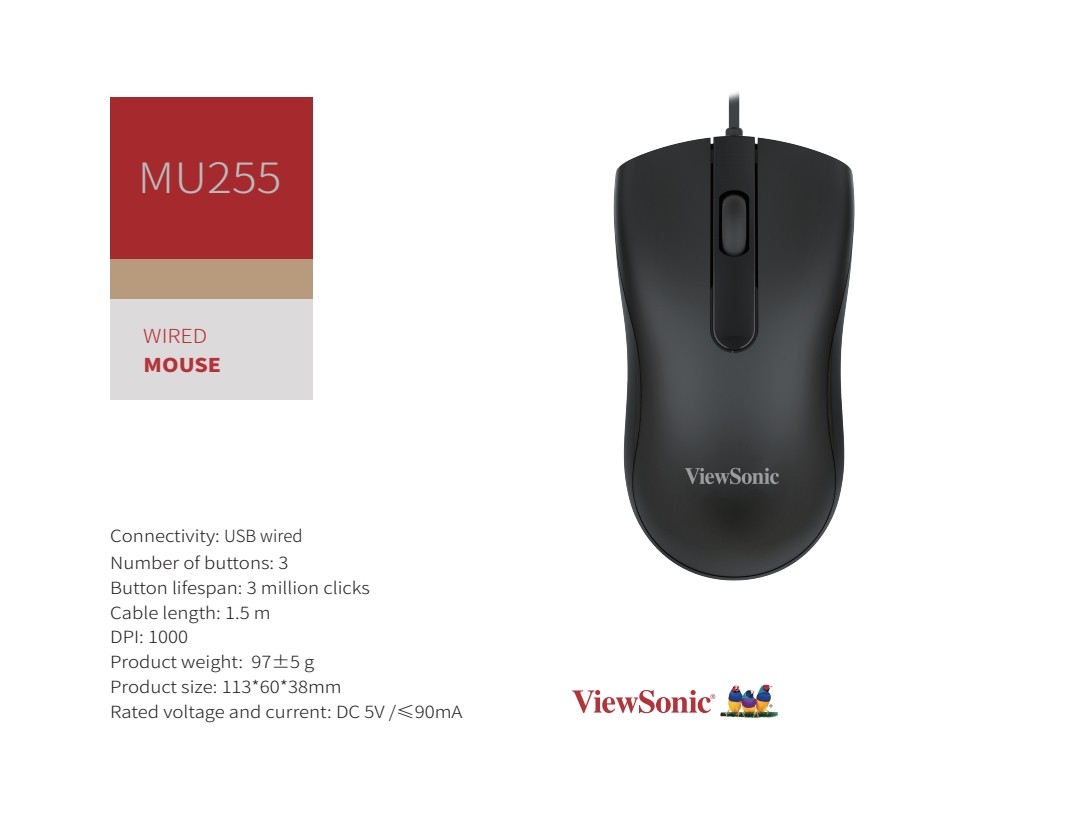 MU255
WIRED
MOUSE
ViewSonic
Connectivity: USB wired
Number of buttons: 3
Button lifespan: 3 million clicks
Cable length: 1.5 m
DPI: 1000
Product weight:  97±5 g
Product size: 113*60*38mm
Rated voltage and current: DC 5V /≤90mA
ViewSonic®